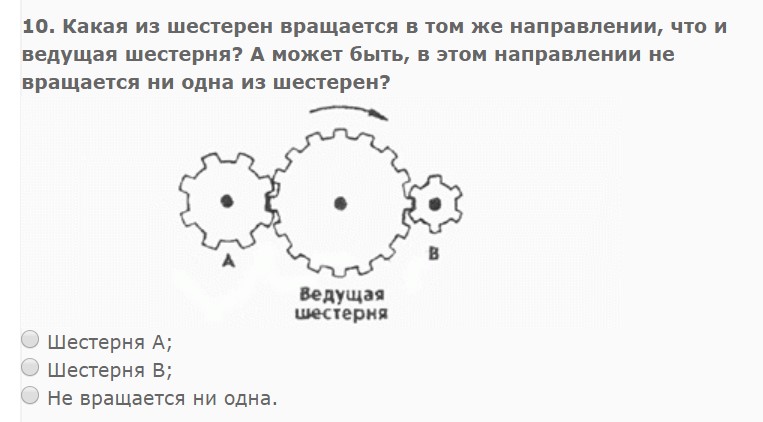 10. Какая из шестерен вращается в том же направлении, что и
ведущая шестерня? А может быть, в этом направлении не
вращается ни одна из шестерен?
А
В
Ведущая
шестерня
Шестерня А;
Шестерня В;
Не вращается ни одна.